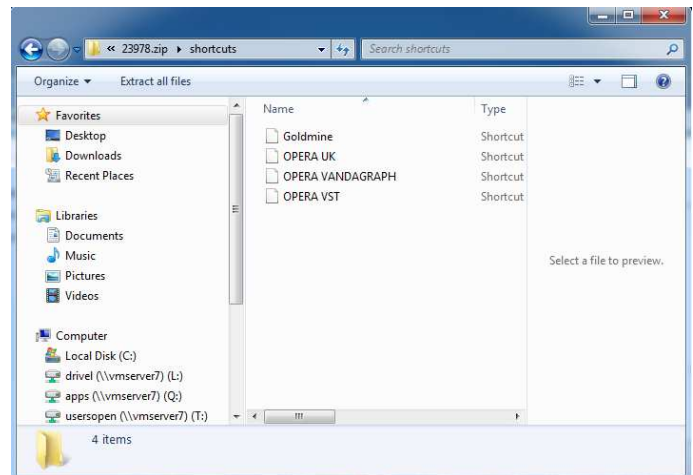 « 23978.zip ▸ shortcuts
Search shortcuts
Organize
Extract all files
Favorites
Desktop
Downloads
Recent Places
Libraries
Documents
Music
Pictures
Videos
Computer
Local Disk (C:)
drivel (\\vmserver7) (L:)
apps (\\vmserver7) (Q:)
usersopen (\\vmserver7) (T:)
Name Type
Goldmine Shortcut
OPERA UK Shortcut
OPERA VANDAGRAPH Shortcut
OPERA VST Shortcut
Select a file to preview.
4 items